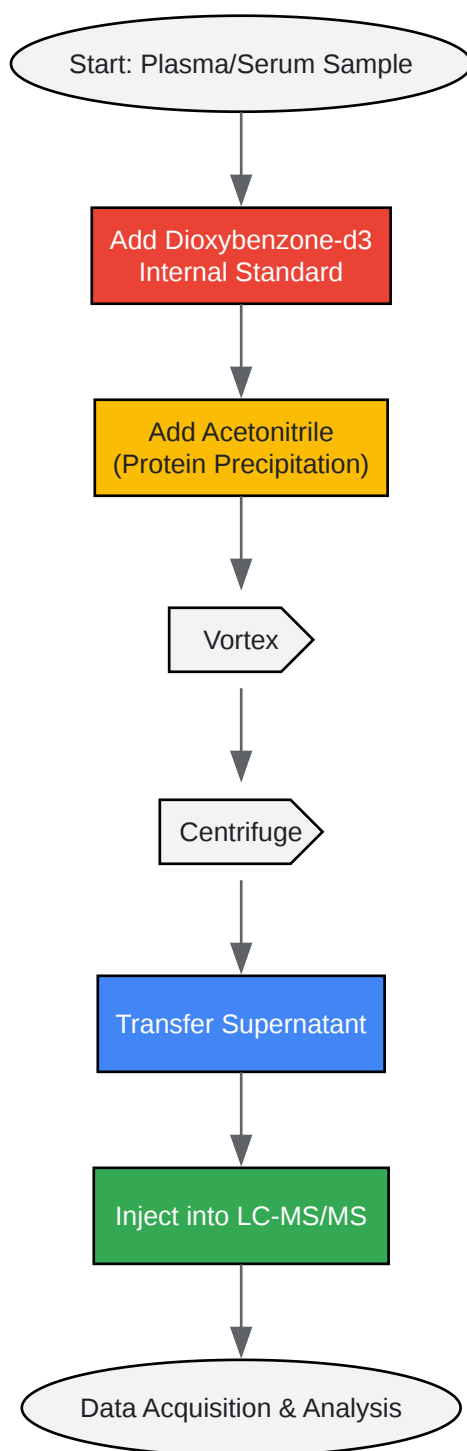 Start: Plasma/Serum Sample
Add Dioxybenzone-d3
Internal Standard
Add Acetonitrile
(Protein Precipitation)
Vortex
Centrifuge
Transfer Supernatant
Inject into LC-MS/MS
Data Acquisition & Analysis